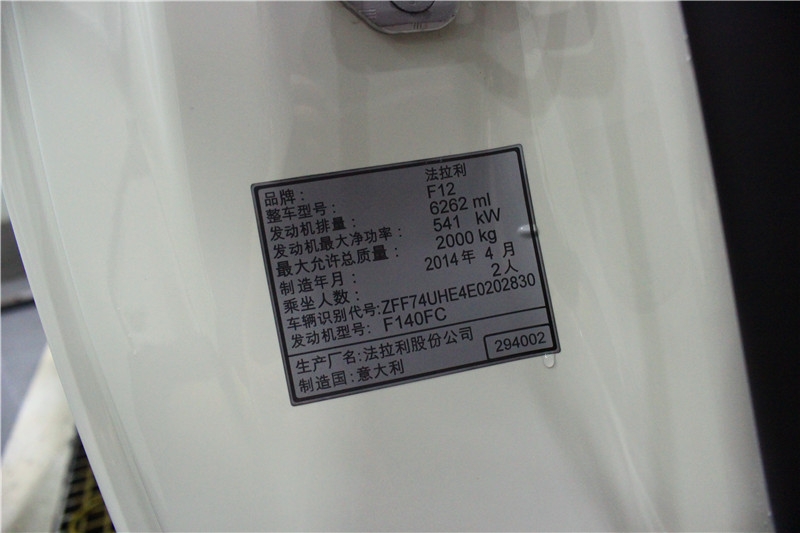 品牌: 法拉利
整车型号: F12
发动机排量: 6262 ml
发动机最大净功率: 541 kW
最大允许总质量: 2000 kg
制造年月: 2014年 4 月
乘坐人数: 2人
车辆识别代号:ZFF74UHE4E0202830
发动机型号: F140FC
生产厂名:法拉利股份公司
制造国:意大利
294002